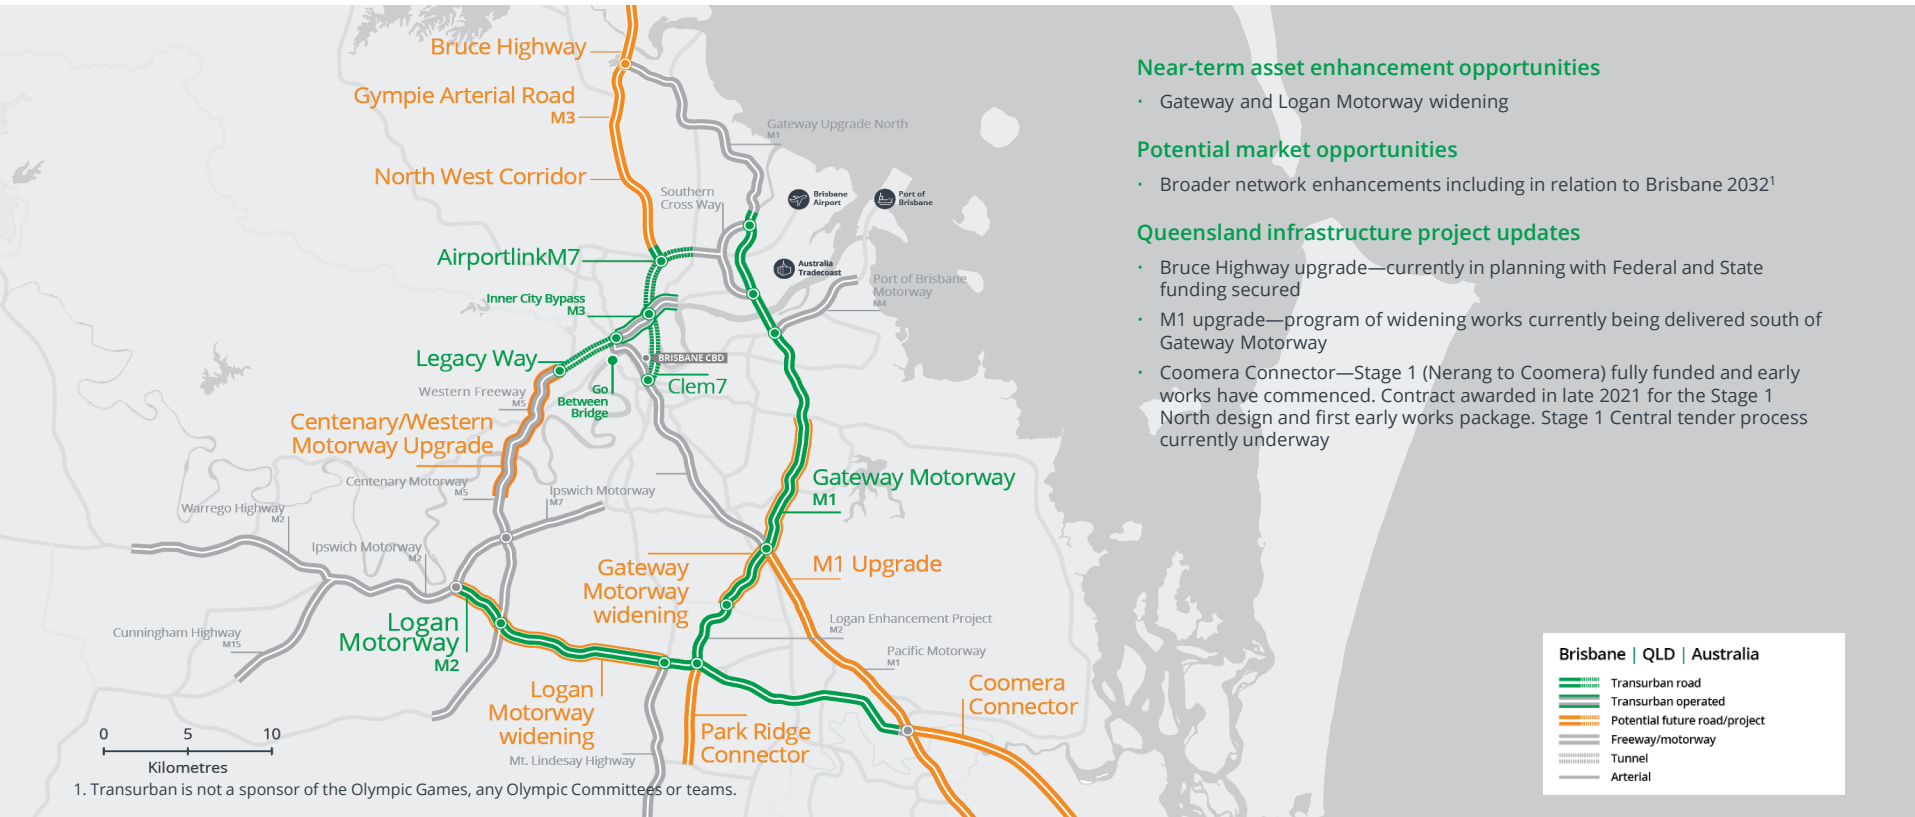 Bruce Highway
Gympie Arterial Road
M3
North West Corridor
Gateway Upgrade North
M1
Southern
Cross Way
Brisbane
Airport
Port of
Brisbane
AirportlinkM7
Australia
Tradecoast
Port of Brisbane
Motorway
M4
Inner City Bypass
M3
Legacy Way
BRISBANE CBD
Clem7
Go
Between
Bridge
Western Freeway
M5
Centenary/Western
Motorway Upgrade
Centenary Motorway
M5
Ipswich Motorway
M7
Warrego Highway
M2
Ipswich Motorway
M2
Gateway Motorway
M1
Gateway
Motorway
widening
M1 Upgrade
Logan Enhancement Project
M2
Logan
Motorway
M2
Cunningham Highway
M15
Pacific Motorway
M1
Logan
Motorway
widening
Coomera
Connector
Park Ridge
Connector
Mt. Lindesay Highway
0 5 10
Kilometres
1. Transurban is not a sponsor of the Olympic Games, any Olympic Committees or teams.
Near-term asset enhancement opportunities
· Gateway and Logan Motorway widening
Potential market opportunities
· Broader network enhancements including in relation to Brisbane 2032¹
Queensland infrastructure project updates
· Bruce Highway upgrade—currently in planning with Federal and State
funding secured
· M1 upgrade—program of widening works currently being delivered south of
Gateway Motorway
· Coomera Connector—Stage 1 (Nerang to Coomera) fully funded and early
works have commenced. Contract awarded in late 2021 for the Stage 1
North design and first early works package. Stage 1 Central tender process
currently underway
Brisbane | QLD | Australia
Transurban road
Transurban operated
Potential future road/project
Freeway/motorway
Tunnel
Arterial